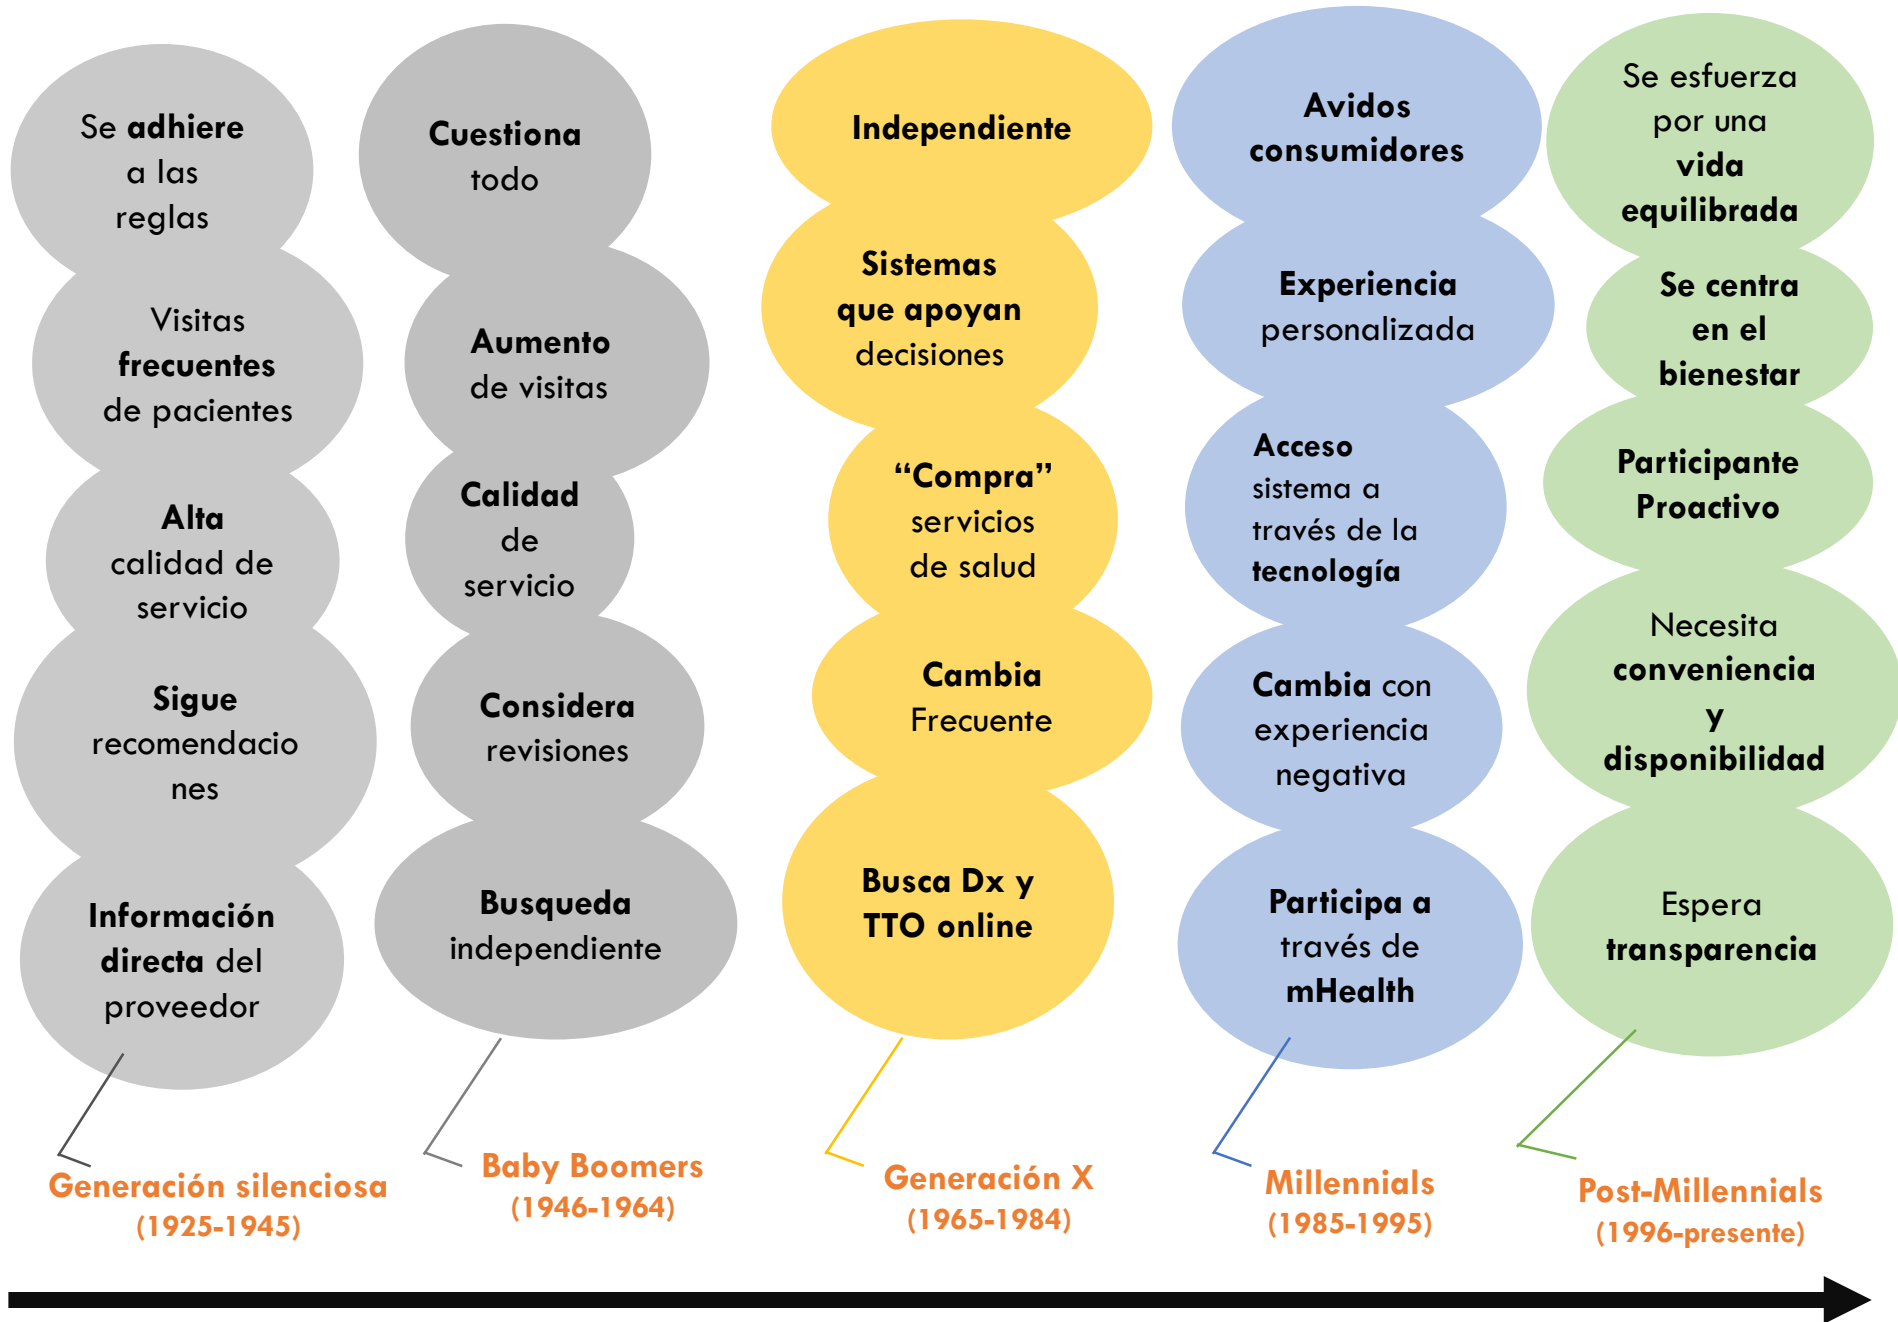 Se adhiere
a las
reglas
Visitas
frecuentes
de pacientes
Alta
calidad de
servicio
Sigue
recomendacio
nes
Información
directa del
proveedor
Generación silenciosa
(1925-1945)
Cuestiona
todo
Aumento
de visitas
Calidad
de
servicio
Considera
revisiones
Busqueda
independiente
Baby Boomers
(1946-1964)
Independiente
Sistemas
que apoyan
decisiones
“Compra”
servicios
de salud
Cambia
Frecuente
Busca Dx y
TTO online
Generación X
(1965-1984)
Avidos
consumidores
Experiencia
personalizada
Acceso
sistema a
través de la
tecnología
Cambia con
experiencia
negativa
Participa a
través de
mHealth
Millennials
(1985-1995)
Se esfuerza
por una
vida
equilibrada
Se centra
en el
bienestar
Participante
Proactivo
Necesita
conveniencia
y
disponibilidad
Espera
transparencia
Post-Millennials
(1996-presente)